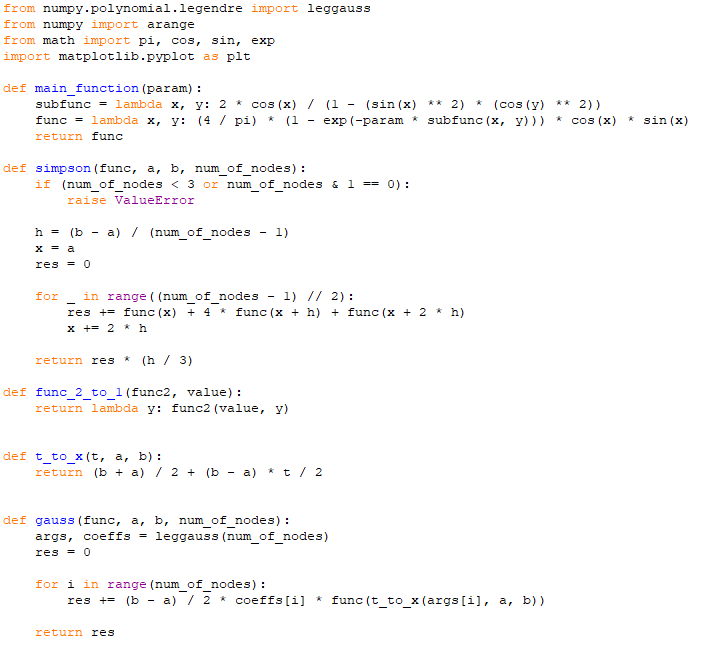 from numpy.polynomial.legendre import leggauss
from numpy import arange
from math import pi, cos, sin, exp
import matplotlib.pyplot as plt

def main_function(param):
    subfunc = lambda x, y: 2 * cos(x) / (1 - (sin(x) ** 2) * (cos(y) ** 2))
    func = lambda x, y: (4 / pi) * (1 - exp(-param * subfunc(x, y))) * cos(x) * sin(x)
    return func

def simpson(func, a, b, num_of_nodes):
    if (num_of_nodes < 3 or num_of_nodes & 1 == 0):
        raise ValueError

    h = (b - a) / (num_of_nodes - 1)
    x = a
    res = 0

    for _ in range((num_of_nodes - 1) // 2):
        res += func(x) + 4 * func(x + h) + func(x + 2 * h)
        x += 2 * h

    return res * (h / 3)

def func_2_to_1(func2, value):
    return lambda y: func2(value, y)


def t_to_x(t, a, b):
    return (b + a) / 2 + (b - a) * t / 2


def gauss(func, a, b, num_of_nodes):
    args, coeffs = leggauss(num_of_nodes)
    res = 0

    for i in range(num_of_nodes):
        res += (b - a) / 2 * coeffs[i] * func(t_to_x(args[i], a, b))

    return res